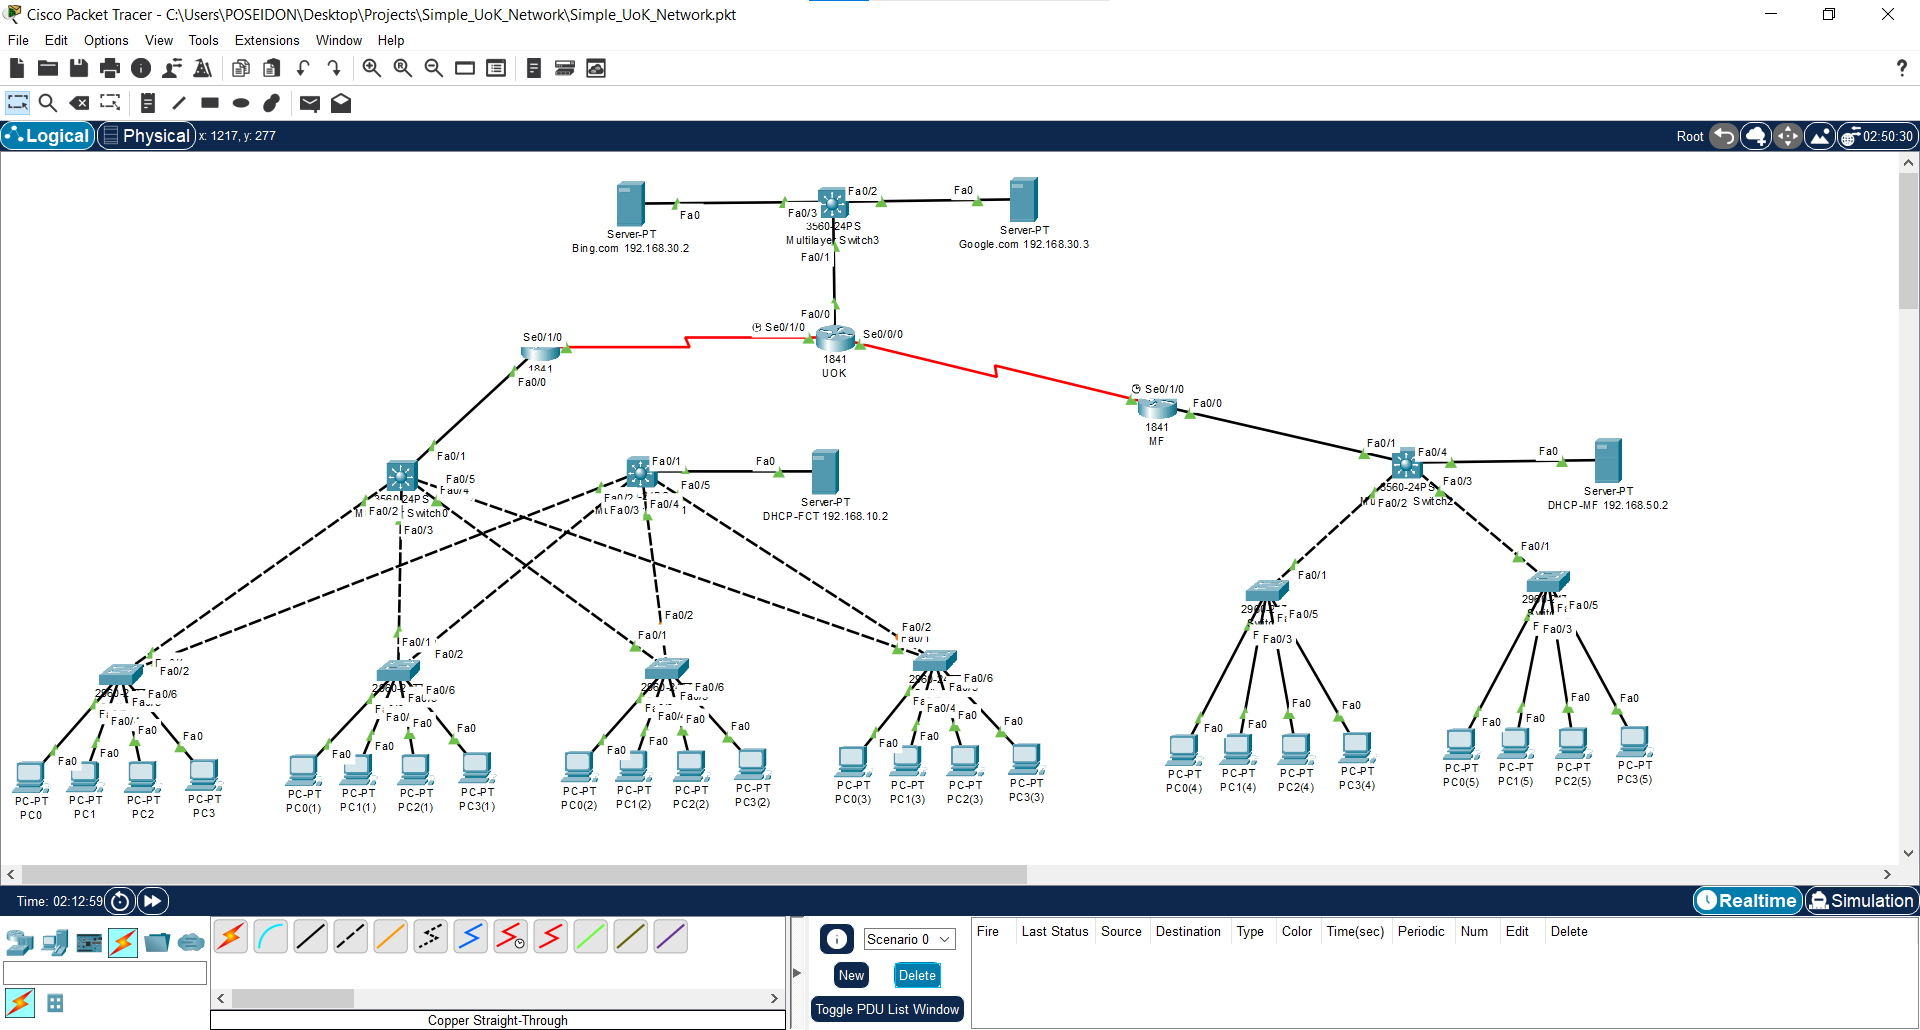 Cisco Packet Tracer - C:\Users\POSEIDON\Desktop\Projects\Simple_UoK_Network\Simple_UoK_Network.pkt
File Edit Options View Tools Extensions Window Help
?
Logical Physical x: 1217, y: 277 Root 02:50:30
Fa0/2 Fa0
Fa0 Fa0/3
3560-24PS
Server-PT Server-PT
Multilayer Switch3
Bing.com 192.168.30.2 Google.com 192.168.30.3
Fa0/1
Fa0/0
Se0/1/0 Se0/1/0 Se0/0/0
1841
1841
UOK
Fa0/0
Se0/1/0
Fa0/0
1841
MF
Fa0/1 Fa0/4 Fa0
Fa0/1 Fa0/1 Fa0
Fa0/5 Fa0/5 Fa0/3
Fa0/4
3560-24PS
3560-24PS
Server-PT
Server-PT
Fa0/2 Switch0
Fa0/2 Fa0/3 Fa0/4 1
DHCP-FCT 192.168.10.2
Fa0/2 Switch2
DHCP-MF 192.168.50.2
Fa0/3
Fa0/1
Fa0/1
Fa0/5
Fa0/5
Fa0/3
Fa0/3
Fa0/2
Fa0/1
Fa0/2
Fa0/1
Fa0/1
Fa0/2
Fa0/2
Fa0/6 Fa0/6 Fa0/6 Fa0/6
Fa0/4 Fa0/4
Fa0 Fa0 Fa0 Fa0
Fa0 Fa0 Fa0 Fa0
Fa0 Fa0 Fa0 Fa0
Fa0 Fa0 Fa0 Fa0
Fa0 Fa0 Fa0 Fa0
Fa0 Fa0 Fa0 Fa0
PC-PT PC-PT PC-PT PC-PT
PC0 PC1 PC2 PC3
PC-PT PC-PT PC-PT PC-PT
PC0(1) PC1(1) PC2(1) PC3(1)
PC-PT PC-PT PC-PT PC-PT
PC0(2) PC1(2) PC2(2) PC3(2)
PC-PT PC-PT PC-PT PC-PT
PC0(3) PC1(3) PC2(3) PC3(3)
PC-PT PC-PT PC-PT PC-PT
PC0(4) PC1(4) PC2(4) PC3(4)
PC-PT PC-PT PC-PT PC-PT
PC0(5) PC1(5) PC2(5) PC3(5)
Time: 02:12:59 Realtime Simulation
Scenario 0
New Delete
Toggle PDU List Window
Fire Last Status Source Destination Type Color Time(sec) Periodic Num Edit Delete
Copper Straight-Through